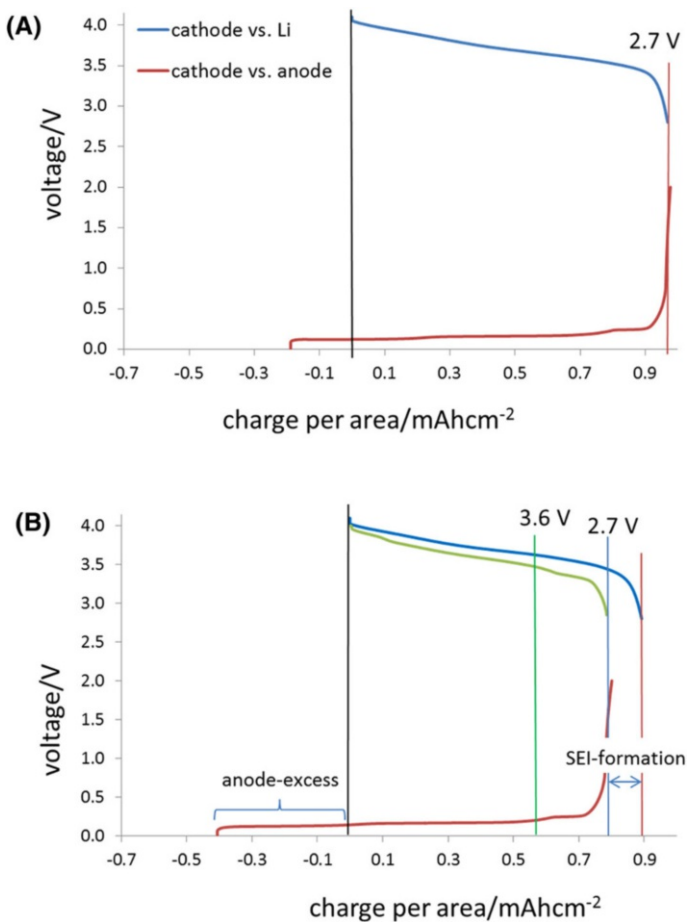 (A)
cathode vs. Li
cathode vs. anode
2.7 V
voltage/V
4.0
3.5
3.0
2.5
2.0
1.5
1.0
0.5
0.0
-0.7 -0.5 -0.3 -0.1 0.1 0.3 0.5 0.7 0.9
charge per area/mAhcm-2
(B)
3.6 V 2.7 V
voltage/V
4.0
3.5
3.0
2.5
2.0
1.5
1.0
0.5
0.0
anode-excess
SEI-formation
-0.7 -0.5 -0.3 -0.1 0.1 0.3 0.5 0.7 0.9
charge per area/mAhcm-2